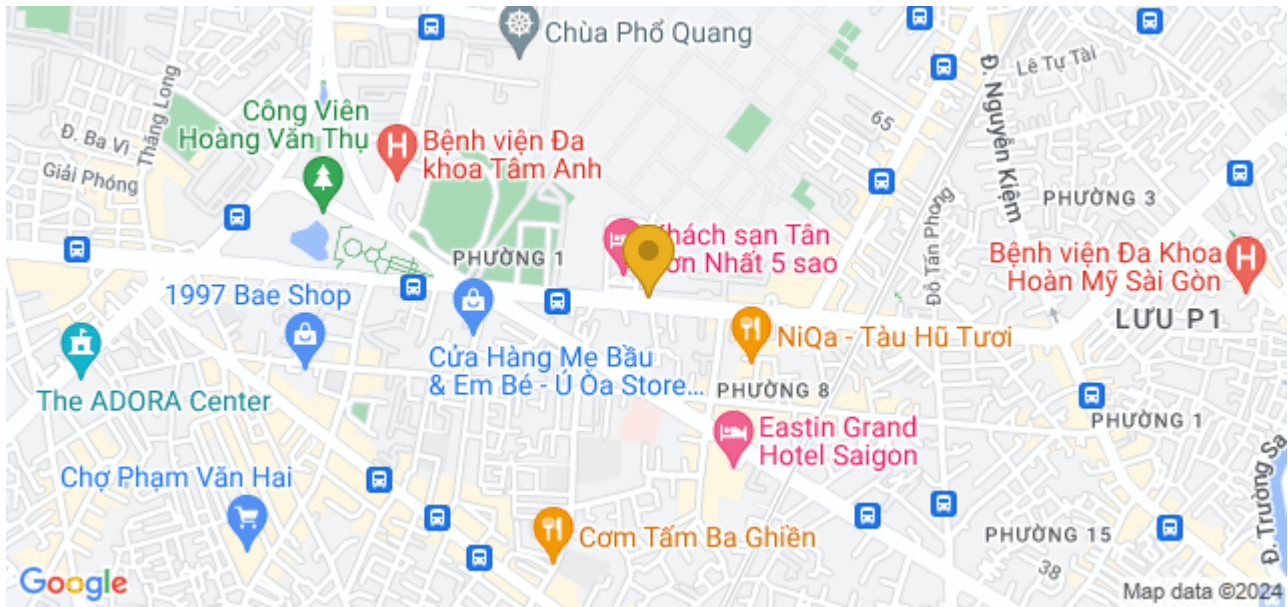 Chùa Phổ Quang
Lê Tự Tài
Đ. Nguyễn Kiệm
Thăng Long
Công Viên
Hoàng Văn Thụ
65
Đ. Ba Vì
Bệnh viện Đa
khoa Tâm Anh
Giải Phóng
PHƯỜNG 3
Khách sạn Tân
Sơn Nhất 5 sao
PHƯỜNG 1
Đỗ Tấn Phong
Bệnh viện Đa Khoa
Hoàn Mỹ Sài Gòn
1997 Bae Shop
LƯU P1
NiQa - Tàu Hũ Tươi
Cửa Hàng Mẹ Bầu
& Em Bé - Ú Òa Store...
The ADORA Center
PHƯỜNG 8
PHƯỜNG 1
Eastin Grand
Hotel Saigon
Chợ Phạm Văn Hai
Đ. Trường Sa
Cơm Tấm Ba Ghiền
PHƯỜNG 15
38
Google
Map data ©2024